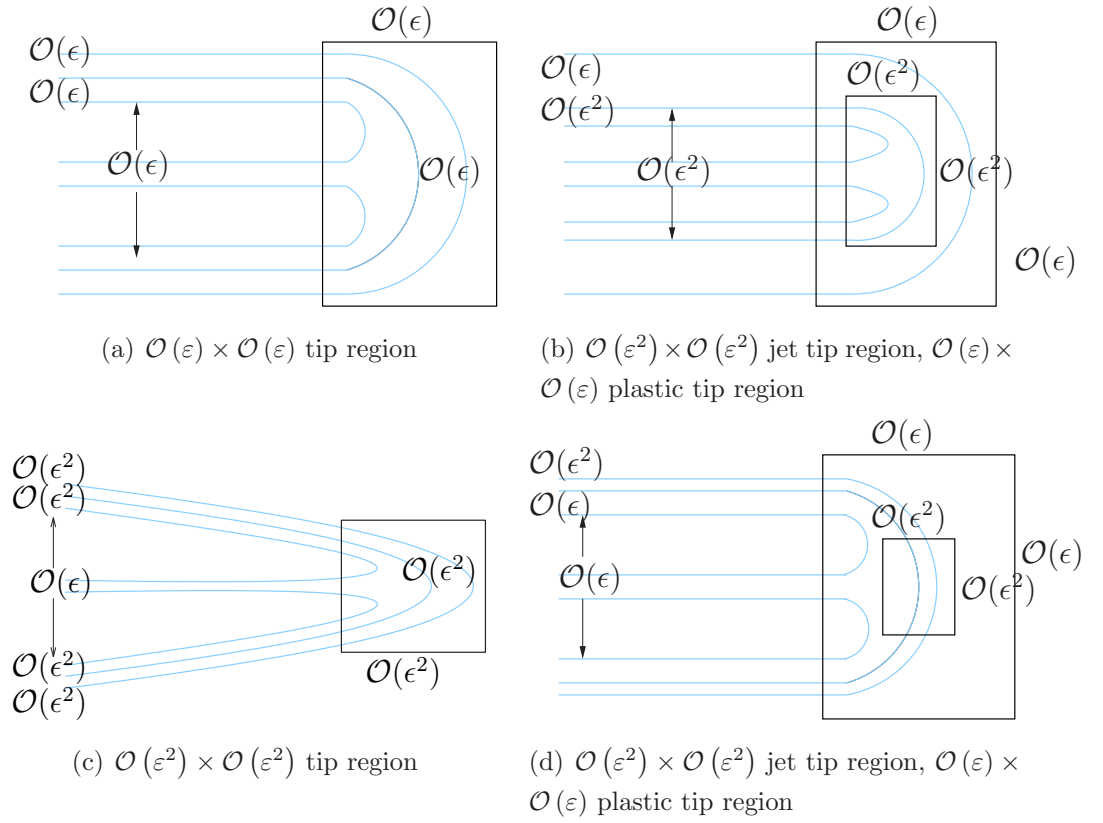 𝒪(ϵ)
𝒪(ϵ)
𝒪(ϵ)
𝒪(ϵ)
𝒪(ϵ)
(a) 𝒪(ε) × 𝒪(ε) tip region
𝒪(ϵ)
𝒪(ϵ)
𝒪(ϵ²)
𝒪(ϵ²)
𝒪(ϵ²)
𝒪(ϵ²)
𝒪(ϵ)
(b) 𝒪(ε²) × 𝒪(ε²) jet tip region, 𝒪(ε) ×
𝒪(ε) plastic tip region
𝒪(ϵ²)
𝒪(ϵ²)
𝒪(ϵ)
𝒪(ϵ²)
𝒪(ϵ²)
𝒪(ϵ²)
𝒪(ϵ²)
(c) 𝒪(ε²) × 𝒪(ε²) tip region
𝒪(ϵ)
𝒪(ϵ²)
𝒪(ϵ)
𝒪(ϵ²)
𝒪(ϵ)
𝒪(ϵ)
𝒪(ϵ²)
(d) 𝒪(ε²) × 𝒪(ε²) jet tip region, 𝒪(ε) ×
𝒪(ε) plastic tip region